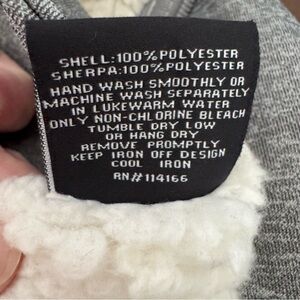 SHELL:100%POLYESTER
SHERPA:100%POLYESTER
HAND WASH SMOOTHLY OR
MACHINE WASH SEPARATELY
IN LUKEWARM WATER
ONLY NON-CHLORINE BLEACH
TUMBLE DRY LOW
OR HANG DRY
REMOVE PROMPTLY
KEEP IRON OFF DESIGN
COOL IRON
RN#114166